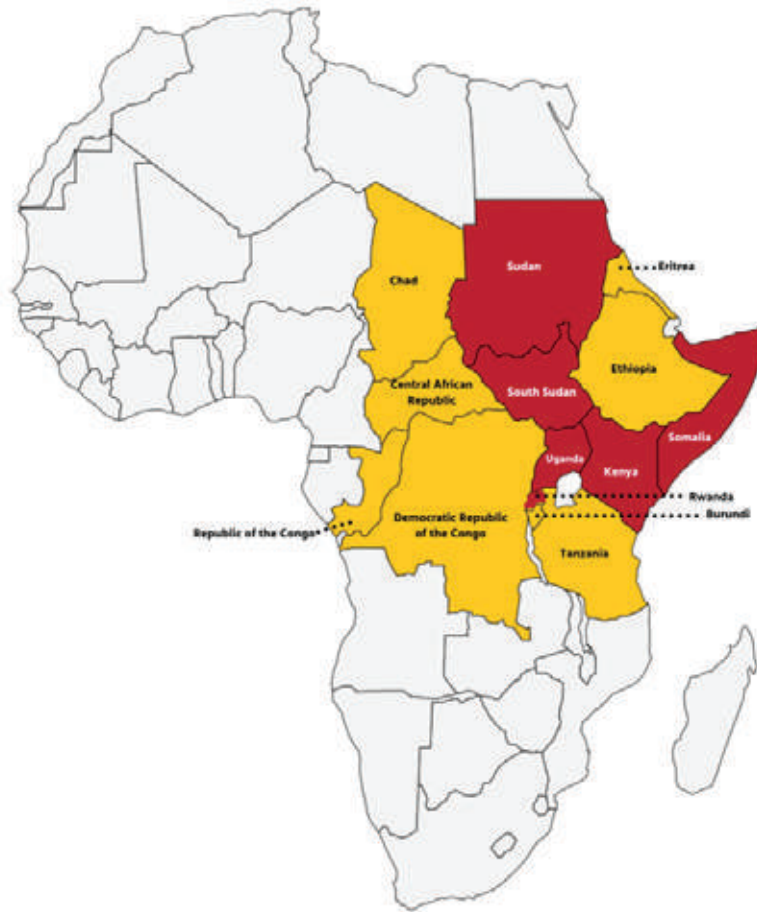 Sudan
Eritrea
Chad
Ethiopia
Central African
Republic
South Sudan
Somalia
Uganda
Kenya
Rwanda
Burundi
Democratic Republic
of the Congo
Republic of the Congo
Tanzania